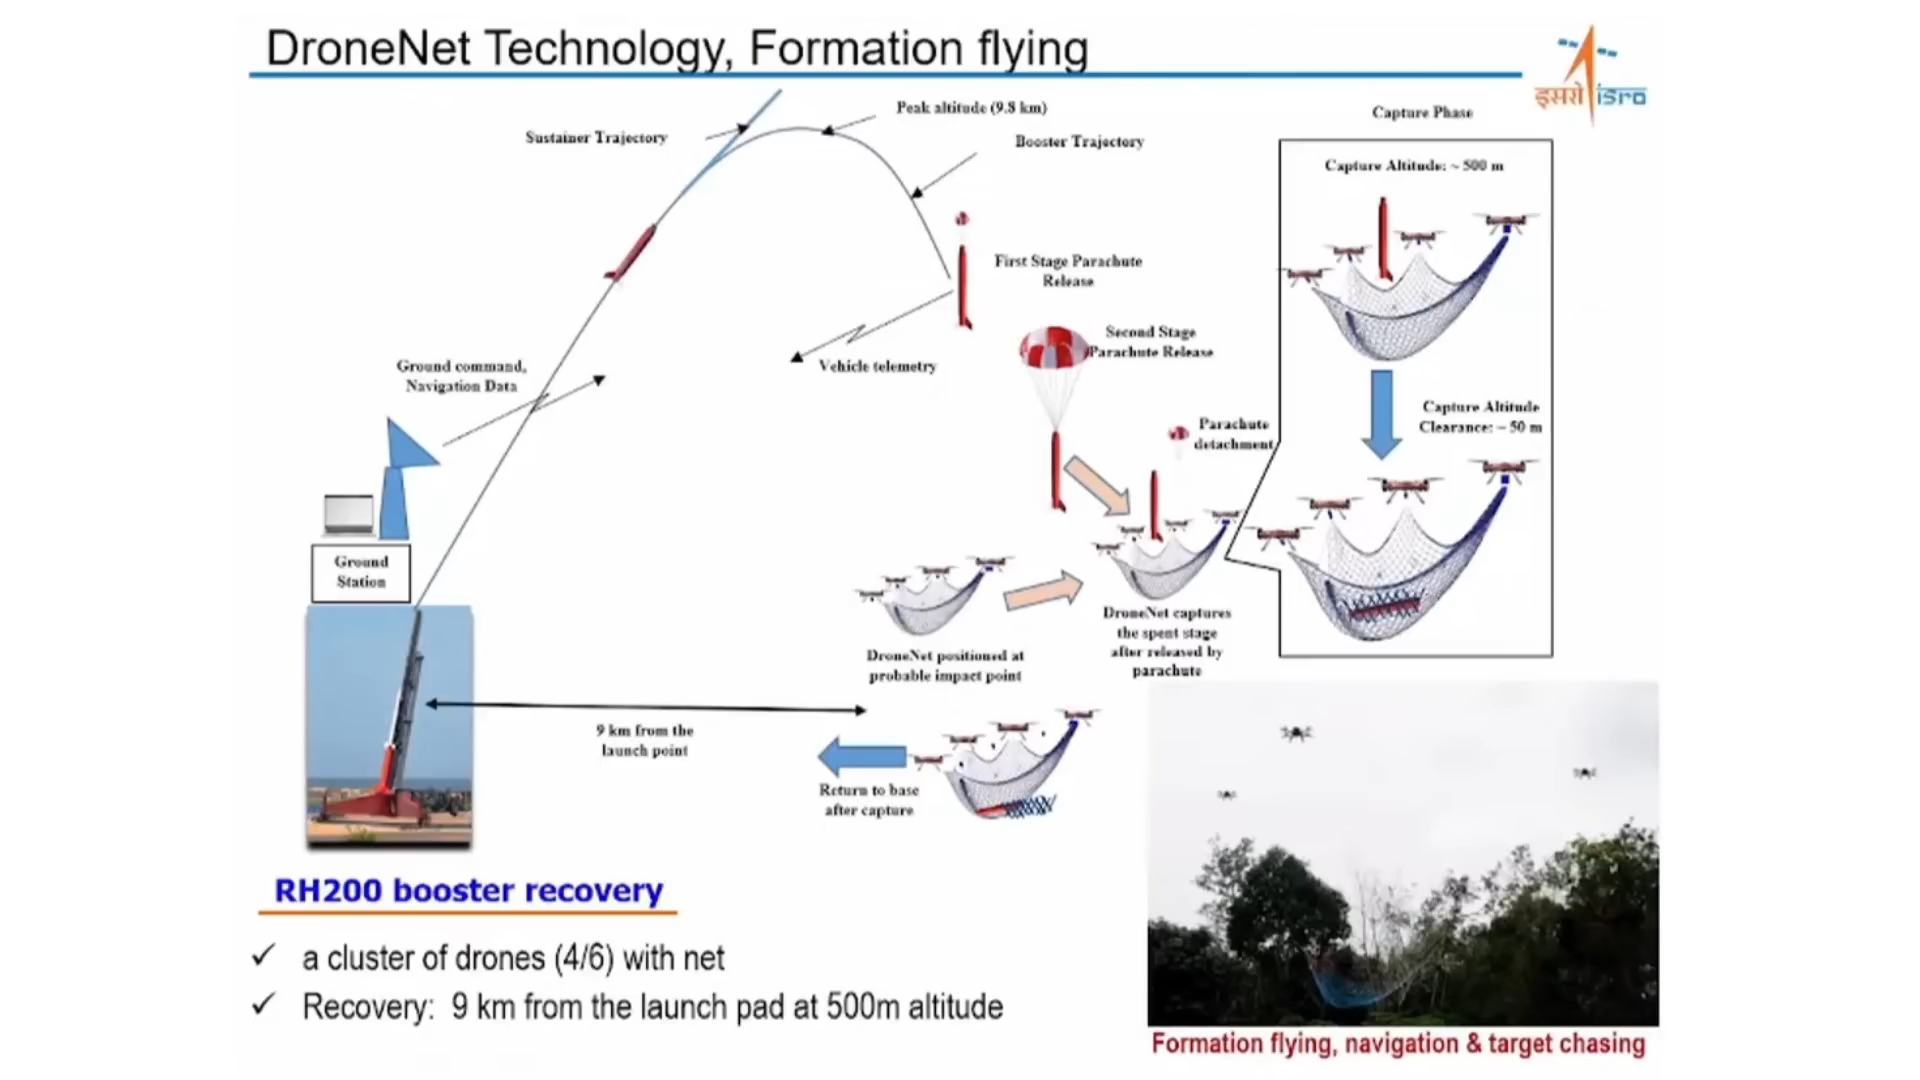 DroneNet Technology, Formation flying
इसरो isro
Sustainer Trajectory
Peak altitude (9.8 km)
Booster Trajectory
Capture Phase
Capture Altitude: ~ 500 m
First Stage Parachute
Release
Second Stage
Parachute Release
Vehicle telemetry
Ground command,
Navigation Data
Parachute
detachment
Capture Altitude
Clearance: ~ 50 m
Ground
Station
DroneNet positioned at
probable impact point
DroneNet captures
the spent stage
after released by
parachute
9 km from the
launch point
Return to base
after capture
RH200 booster recovery
✓ a cluster of drones (4/6) with net
✓ Recovery: 9 km from the launch pad at 500m altitude
Formation flying, navigation & target chasing